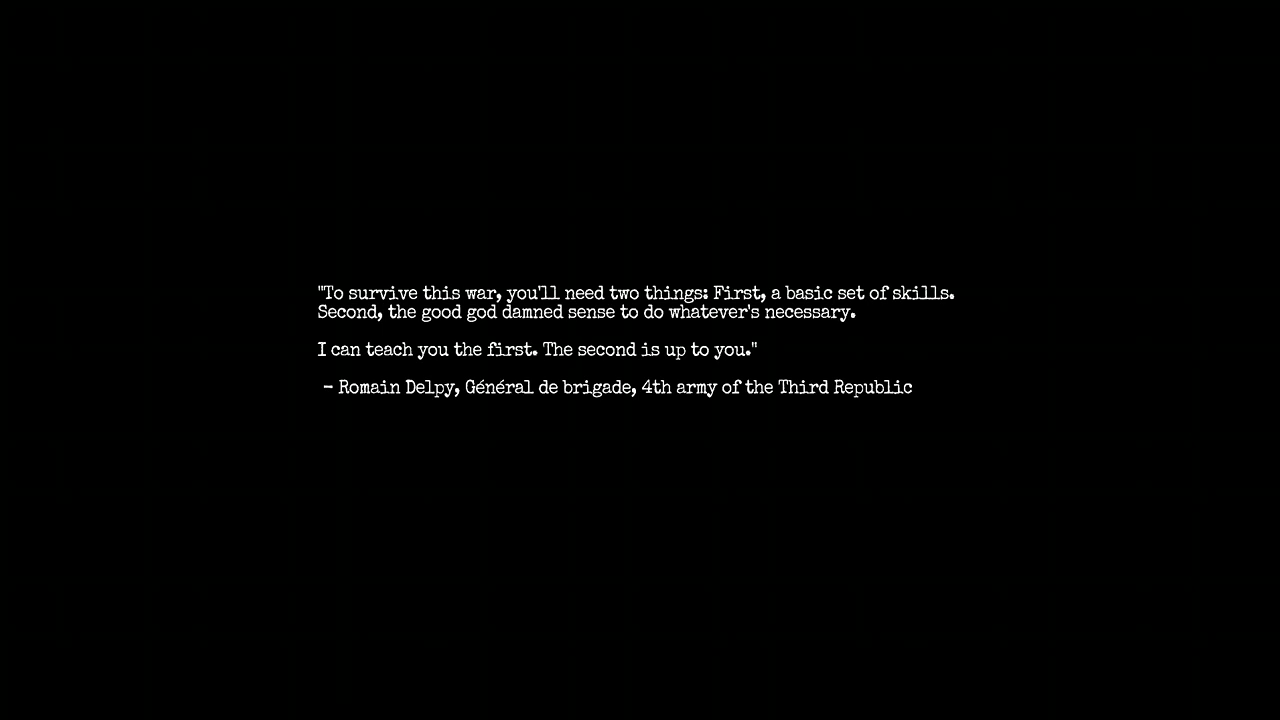 "To survive this war, you'll need two things: First, a basic set of skills.
Second, the good god damned sense to do whatever's necessary.
I can teach you the first. The second is up to you."
– Romain Delpy, Général de brigade, 4th army of the Third Republic